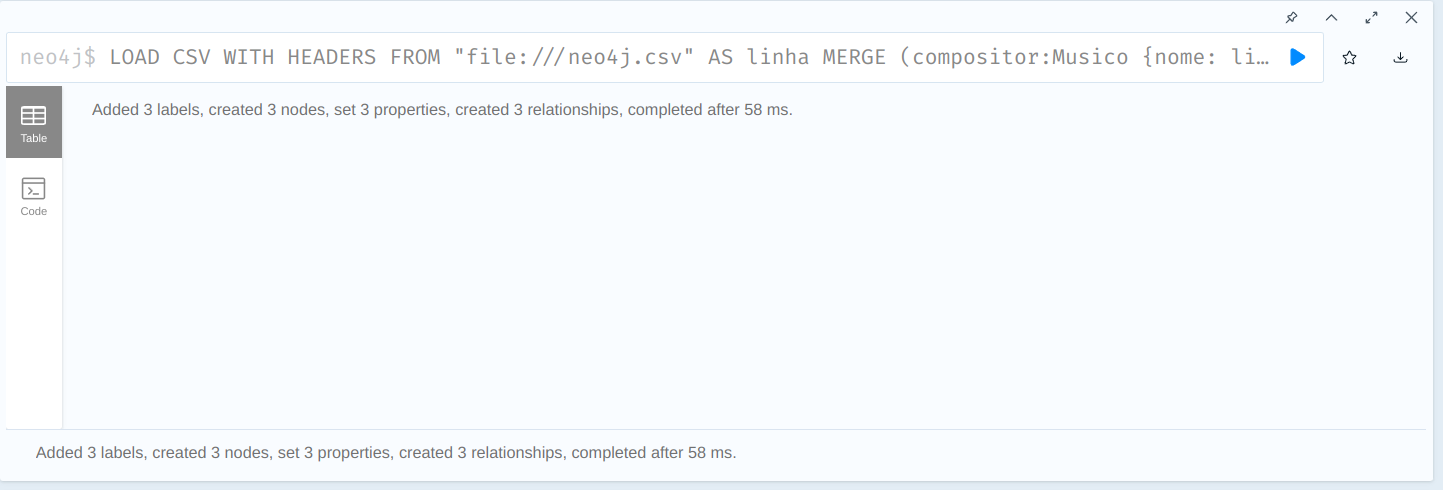 neo4j$ LOAD CSV WITH HEADERS FROM "file:///neo4j.csv" AS linha MERGE (compositor:Musico {nome: li…
Table
Added 3 labels, created 3 nodes, set 3 properties, created 3 relationships, completed after 58 ms.
Code
Added 3 labels, created 3 nodes, set 3 properties, created 3 relationships, completed after 58 ms.